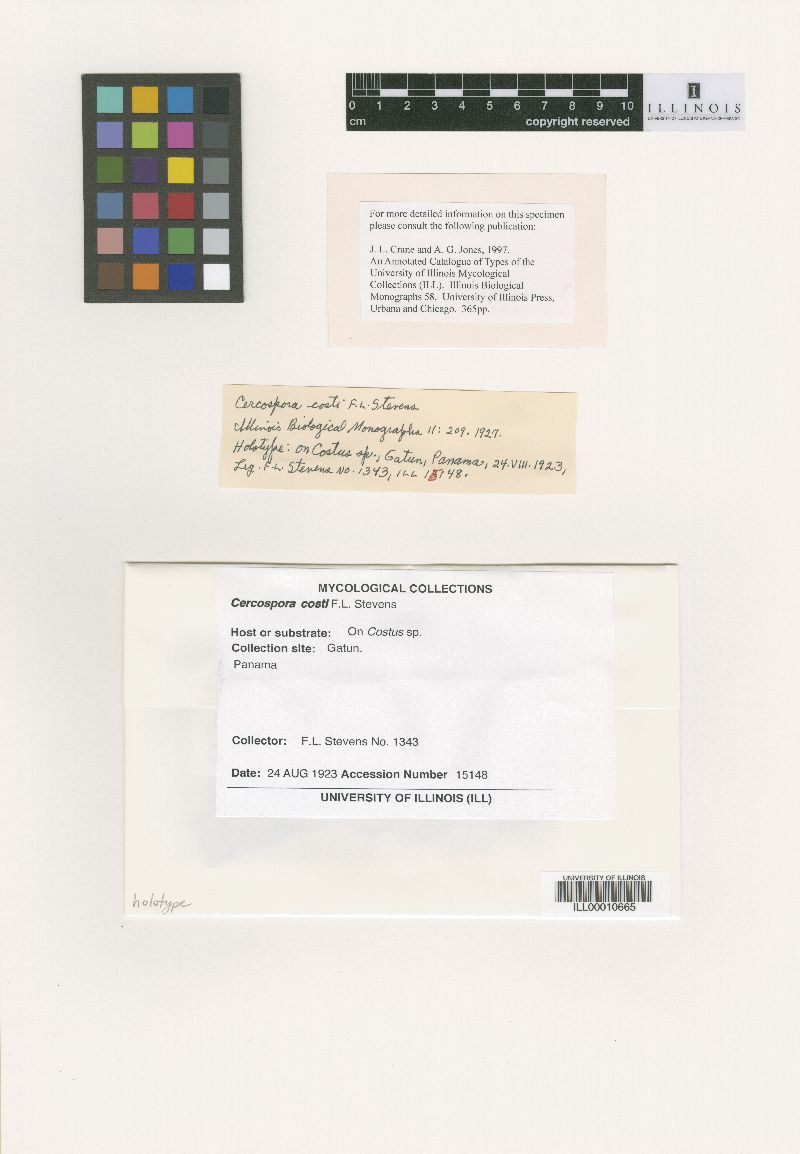 0 1 2 3 4 5 6 7 8 9 10
cm copyright reserved
I
ILLINOIS
UNIVERSITY OF ILLINOIS AT URBANA-CHAMPAIGN
For more detailed information on this specimen
please consult the following publication:
J. L. Crane and A. G. Jones, 1997.
An Annotated Catalogue of Types of the
University of Illinois Mycological
Collections (ILL). Illinois Biological
Monographs 58. University of Illinois Press,
Urbana and Chicago. 365pp.
Cercospora costi F.L. Stevens
Illinois Biological Monographs 11: 209. 1927.
Holotype: on Costus sp., Gatun, Panama, 24.VIII.1923,
Leg. F.L. Stevens No. 1343, ILL 15148.
MYCOLOGICAL COLLECTIONS
Cercospora costi F.L. Stevens
Host or substrate: On Costus sp.
Collection site: Gatun.
Panama
Collector: F.L. Stevens No. 1343
Date: 24 AUG 1923 Accession Number 15148
UNIVERSITY OF ILLINOIS (ILL)
holotype
UNIVERSITY OF ILLINOIS
ILL00010665